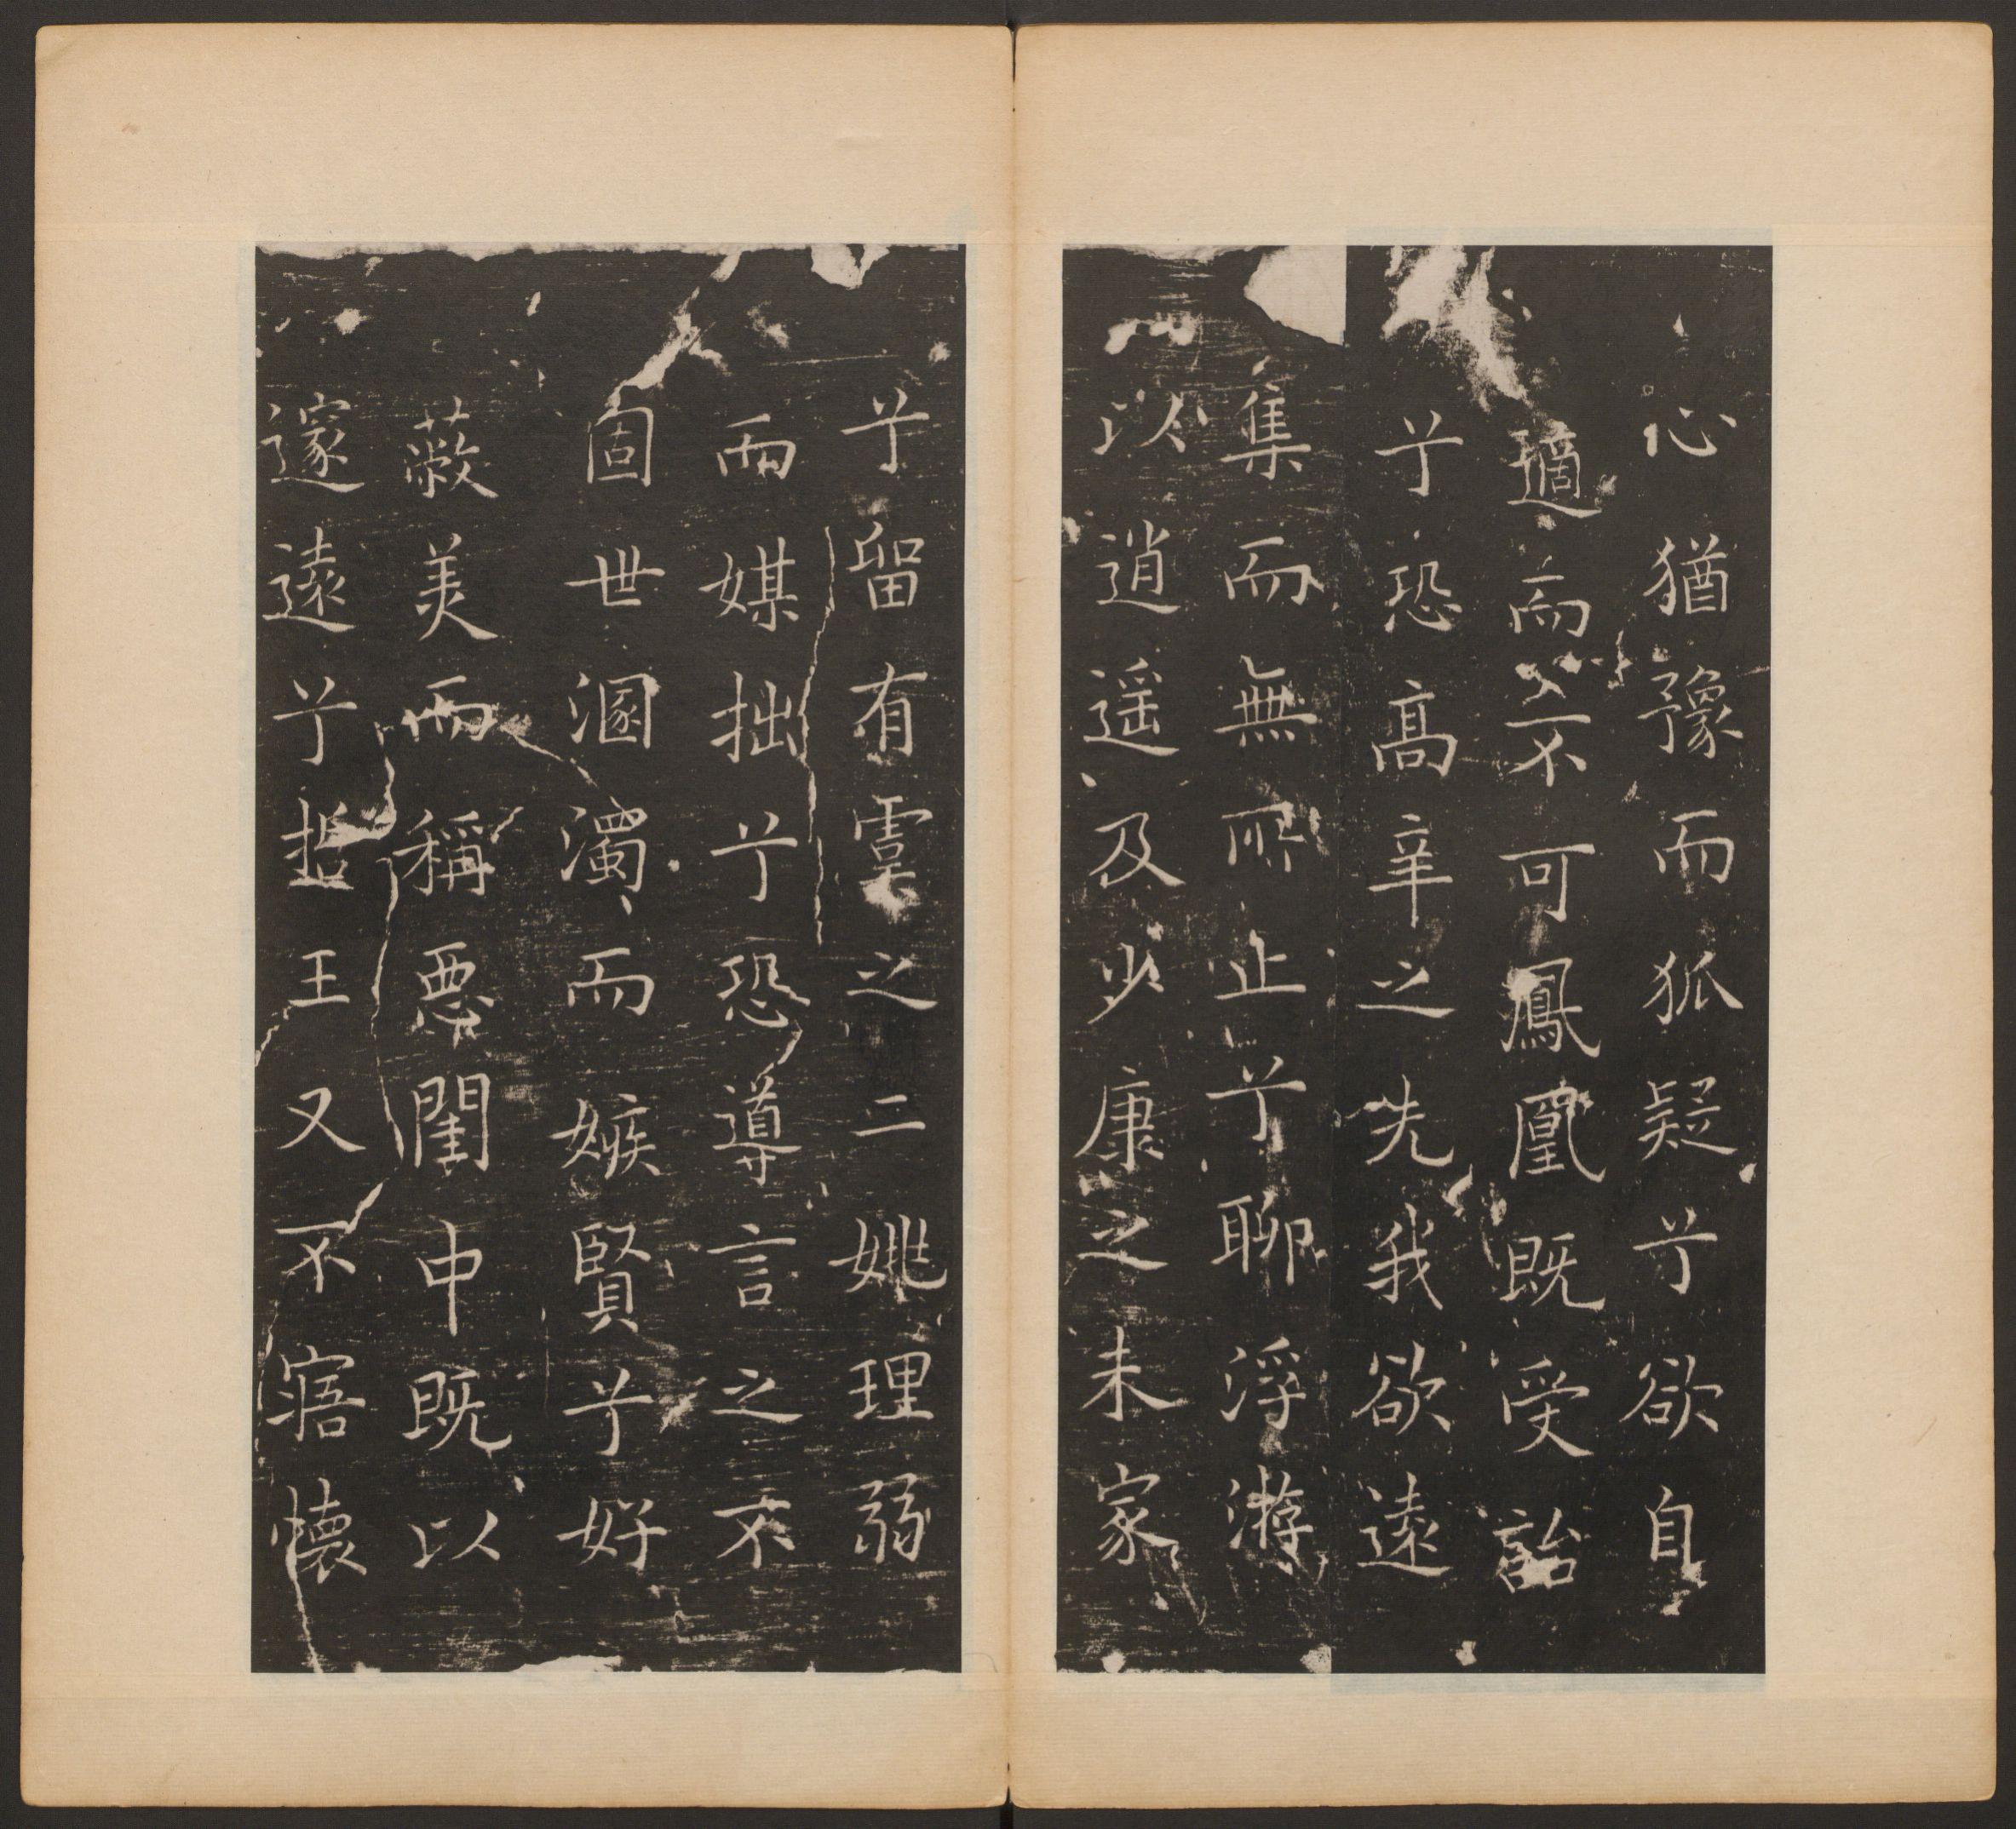 心猶豫而狐疑兮欲自
適而不可鳳凰既受詒
兮恐高辛之先我欲遠
集而無所止兮聊浮游
以逍遥及少康之未家
兮留有虞之二姚理弱
而媒拙兮恐導言之不
固世溷濁而嫉賢兮好
蔽美而稱惡閨中既以
邃遠兮哲王又不寤懷